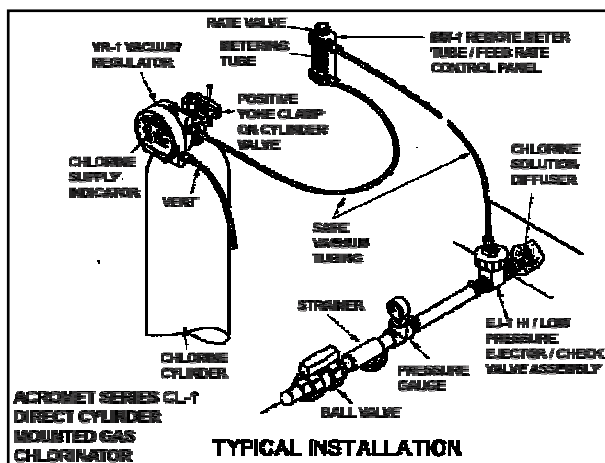 RATE VALVE
METERING
TUBE
REMOTE METER
TUBE / FEED RATE
CONTROL PANEL
VR-1 VACUUM
REGULATOR
POSITIVE
YOKE CLAMP
ON CYLINDER
VALVE
CHLORINE
SOLUTION
DIFFUSER
CHLORINE
SUPPLY
INDICATOR
VENT
SAFE
VACUUM
TUBING
STRAINER
EJ-1 HI / LOW
PRESSURE
EJECTOR / CHECK
VALVE ASSEMBLY
CHLORINE
CYLINDER
PRESSURE
GAUGE
BALL VALVE
ACROMET SERIES CL-1
DIRECT CYLINDER
MOUNTED GAS
CHLORINATOR
TYPICAL INSTALLATION